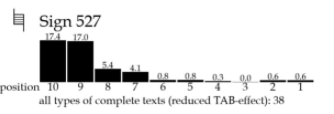 Sign 527
17.4 17.0 5.4 4.1 0.8 0.8 0.3 0.0 0.6 0.6
position 10 9 8 7 6 5 4 3 2 1
all types of complete texts (reduced TAB-effect): 38